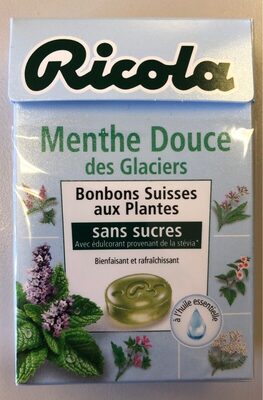 Ricola
Menthe Douce
des Glaciers
Bonbons Suisses
aux Plantes
sans sucres
Avec édulcorant provenant de la stévia*
Bienfaisant et rafraîchissant
à l'huile essentielle